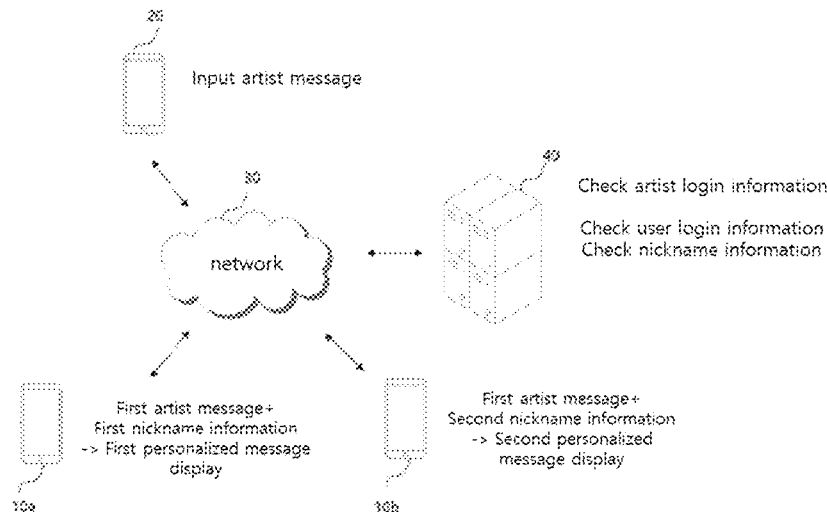 20
Input artist message
30
network
40
Check artist login information
Check user login information
Check nickname information
First artist message+
First nickname information
-> First personalized message
display
First artist message+
Second nickname information
-> Second personalized
message display